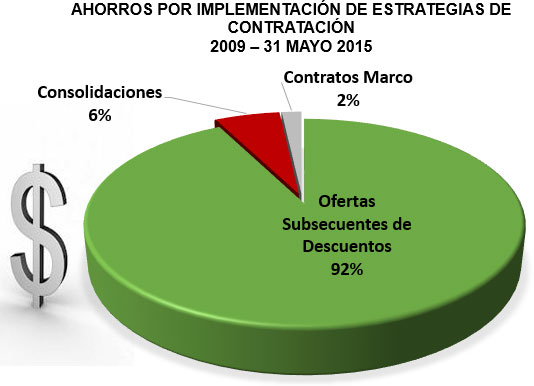 AHORROS POR IMPLEMENTACIÓN DE ESTRATEGIAS DE
CONTRATACIÓN
2009 – 31 MAYO 2015
Contratos Marco
2%
Consolidaciones
6%
Ofertas
Subsecuentes de
Descuentos
92%
$